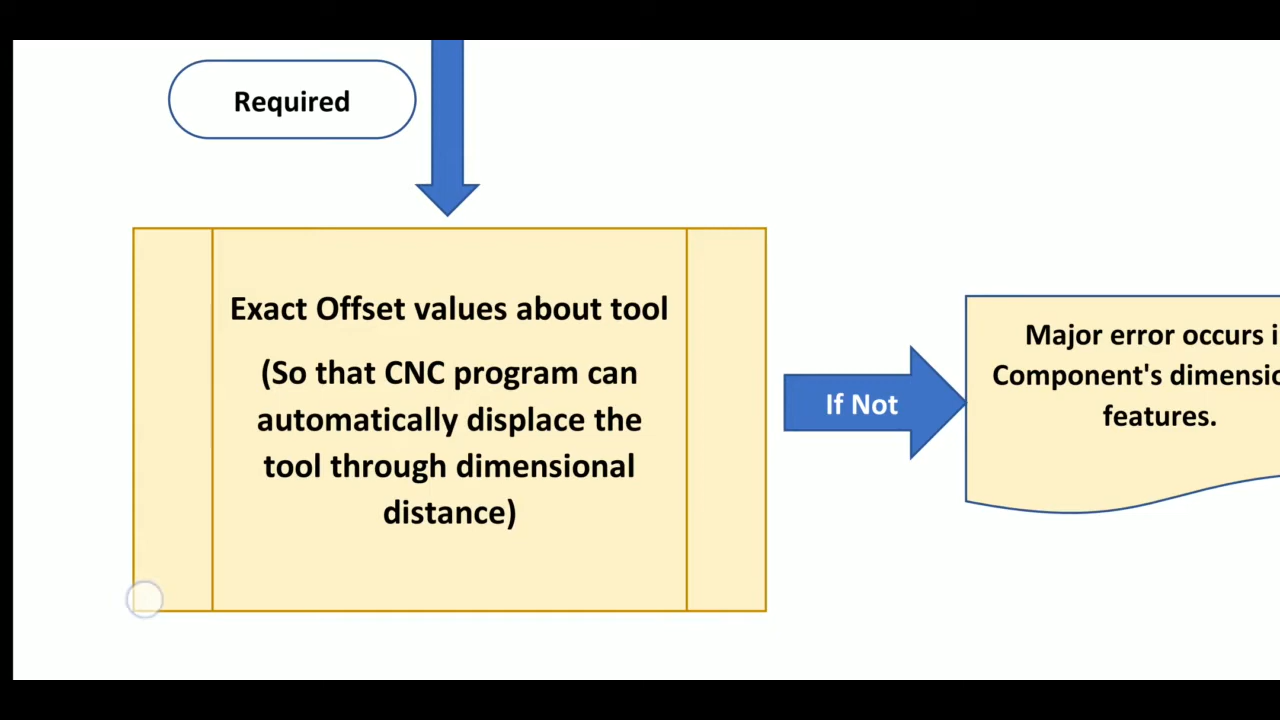 Required
Exact Offset values about tool
(So that CNC program can
automatically displace the
tool through dimensional
distance)
If Not
Major error occurs
Component's
features.